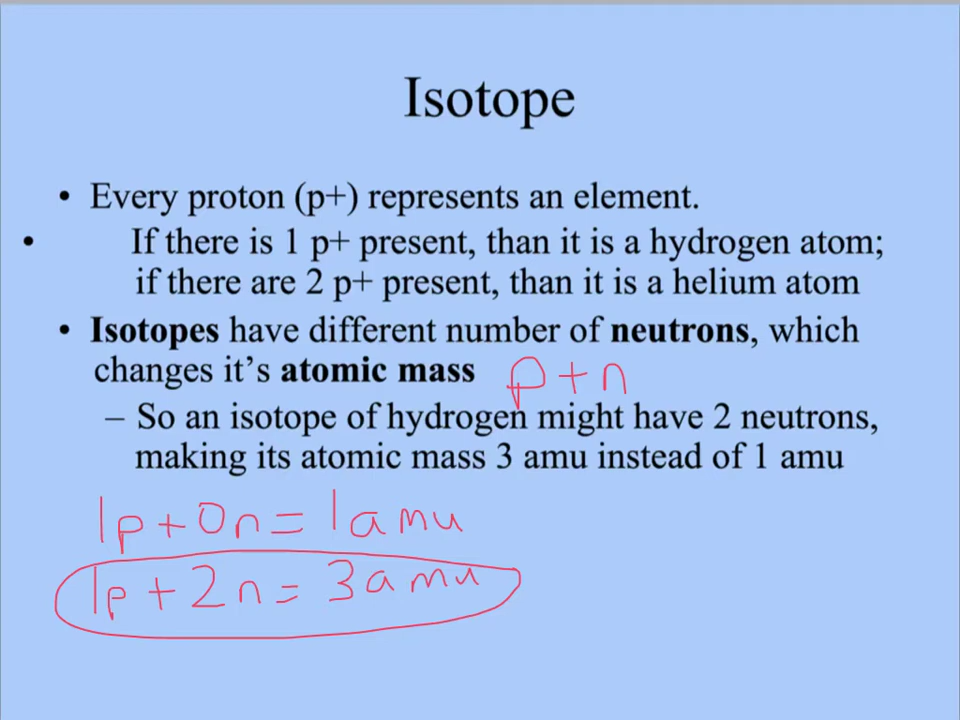 Isotope
• Every proton (p+) represents an element.
• If there is 1 p+ present, than it is a hydrogen atom;
if there are 2 p+ present, than it is a helium atom
• Isotopes have different number of neutrons, which
changes it's atomic mass p+n
– So an isotope of hydrogen might have 2 neutrons,
making its atomic mass 3 amu instead of 1 amu
1p+0n=1amu
1p+2n=3amu